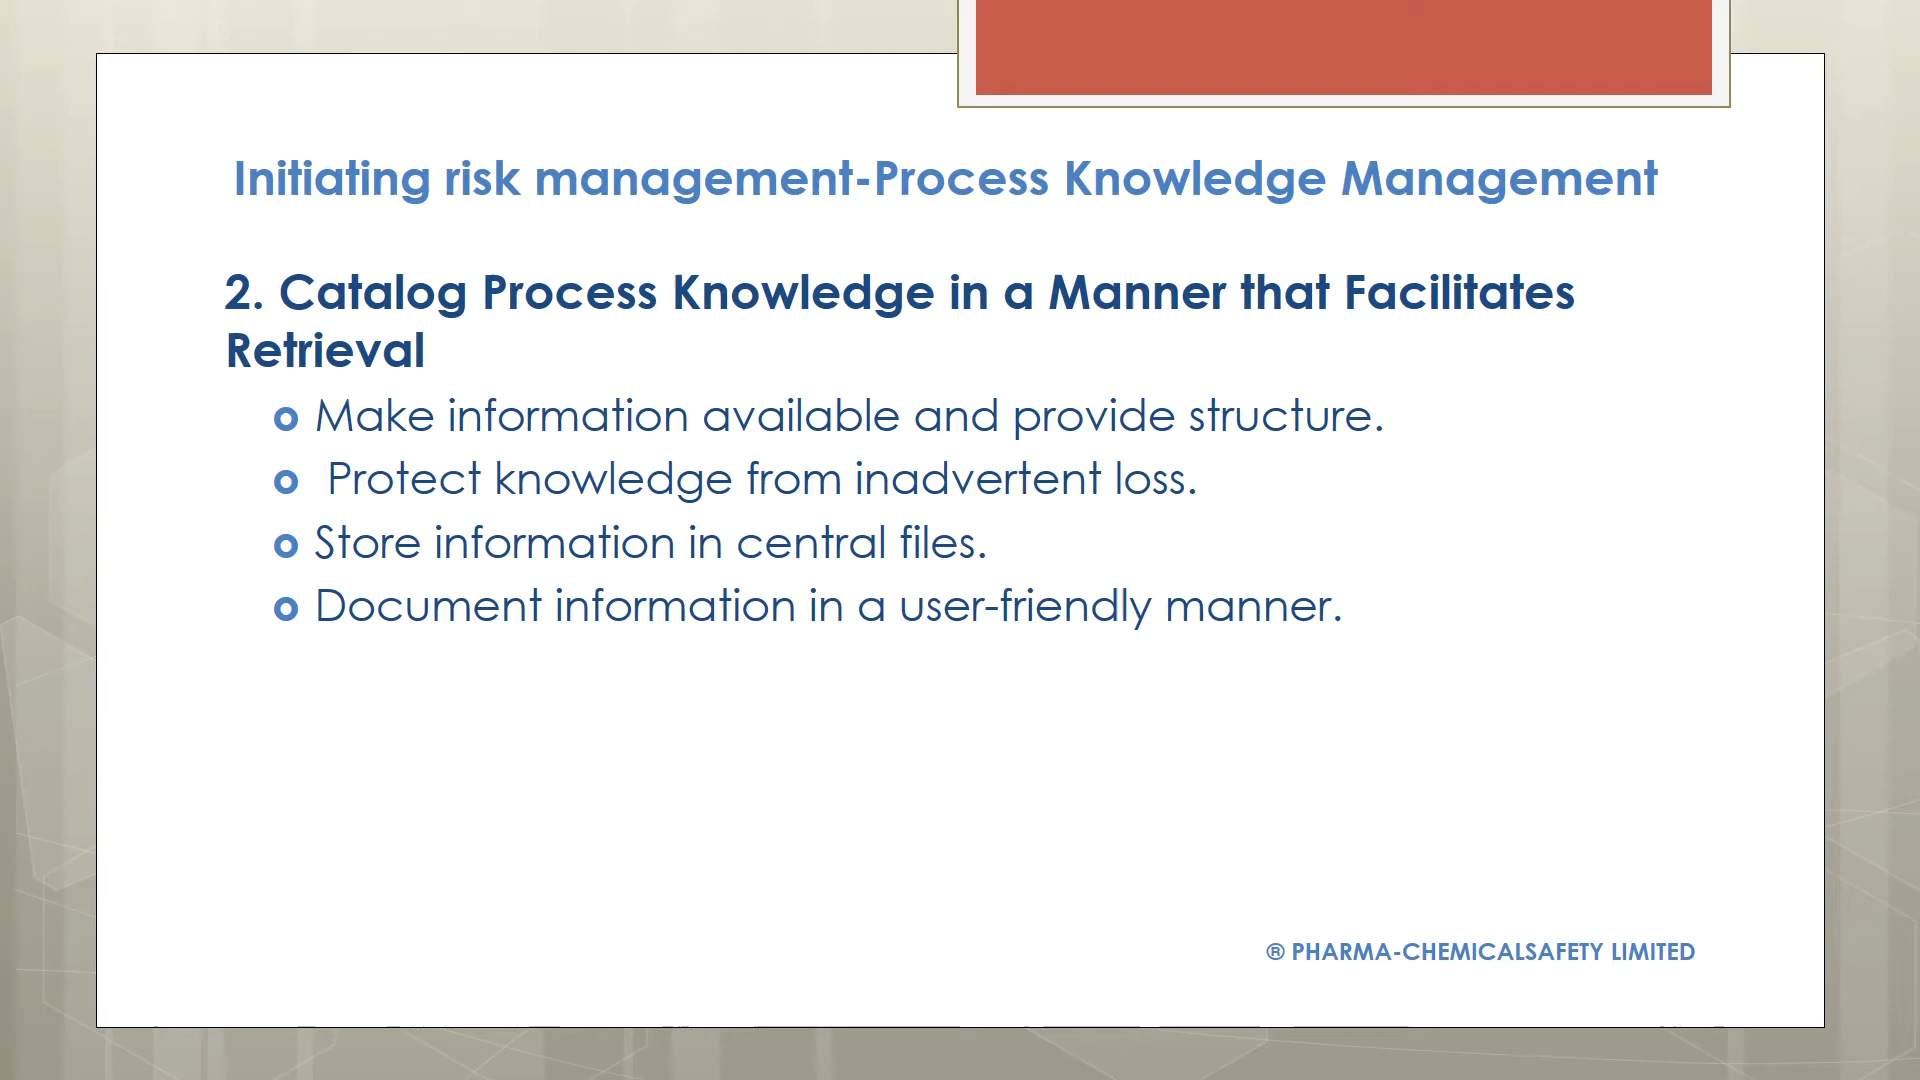 Initiating risk management-Process Knowledge Management
2. Catalog Process Knowledge in a Manner that Facilitates
Retrieval
Make information available and provide structure.
Protect knowledge from inadvertent loss.
Store information in central files.
Document information in a user-friendly manner.
® PHARMA-CHEMICALSAFETY LIMITED